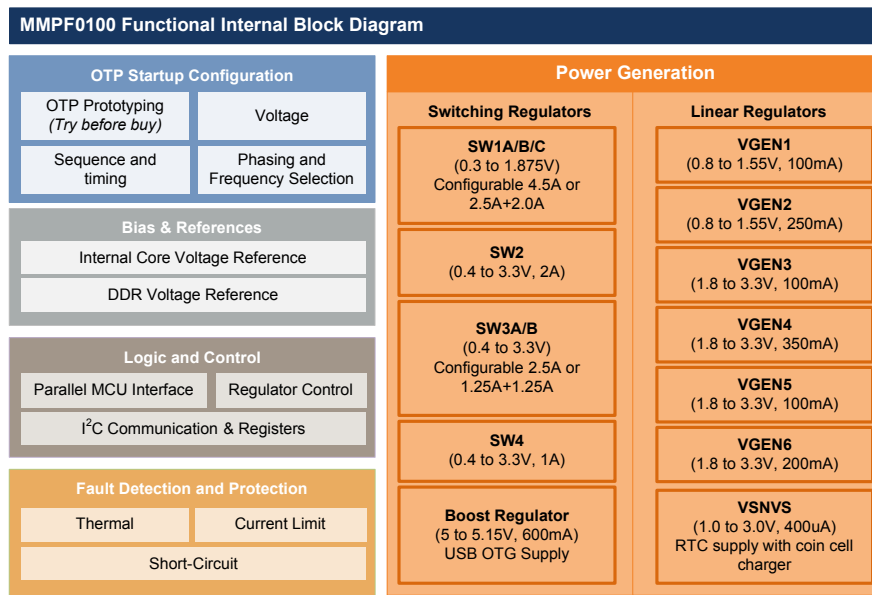 MMPF0100 Functional Internal Block Diagram
OTP Startup Configuration
OTP Prototyping
(Try before buy)
Voltage
Sequence and
timing
Phasing and
Frequency Selection
Bias & References
Internal Core Voltage Reference
DDR Voltage Reference
Logic and Control
Parallel MCU Interface
Regulator Control
I²C Communication & Registers
Fault Detection and Protection
Thermal
Current Limit
Short-Circuit
Power Generation
Switching Regulators
SW1A/B/C
(0.3 to 1.875V)
Configurable 4.5A or
2.5A+2.0A
SW2
(0.4 to 3.3V, 2A)
SW3A/B
(0.4 to 3.3V)
Configurable 2.5A or
1.25A+1.25A
SW4
(0.4 to 3.3V, 1A)
Boost Regulator
(5 to 5.15V, 600mA)
USB OTG Supply
Linear Regulators
VGEN1
(0.8 to 1.55V, 100mA)
VGEN2
(0.8 to 1.55V, 250mA)
VGEN3
(1.8 to 3.3V, 100mA)
VGEN4
(1.8 to 3.3V, 350mA)
VGEN5
(1.8 to 3.3V, 100mA)
VGEN6
(1.8 to 3.3V, 200mA)
VSNVS
(1.0 to 3.0V, 400uA)
RTC supply with coin cell
charger